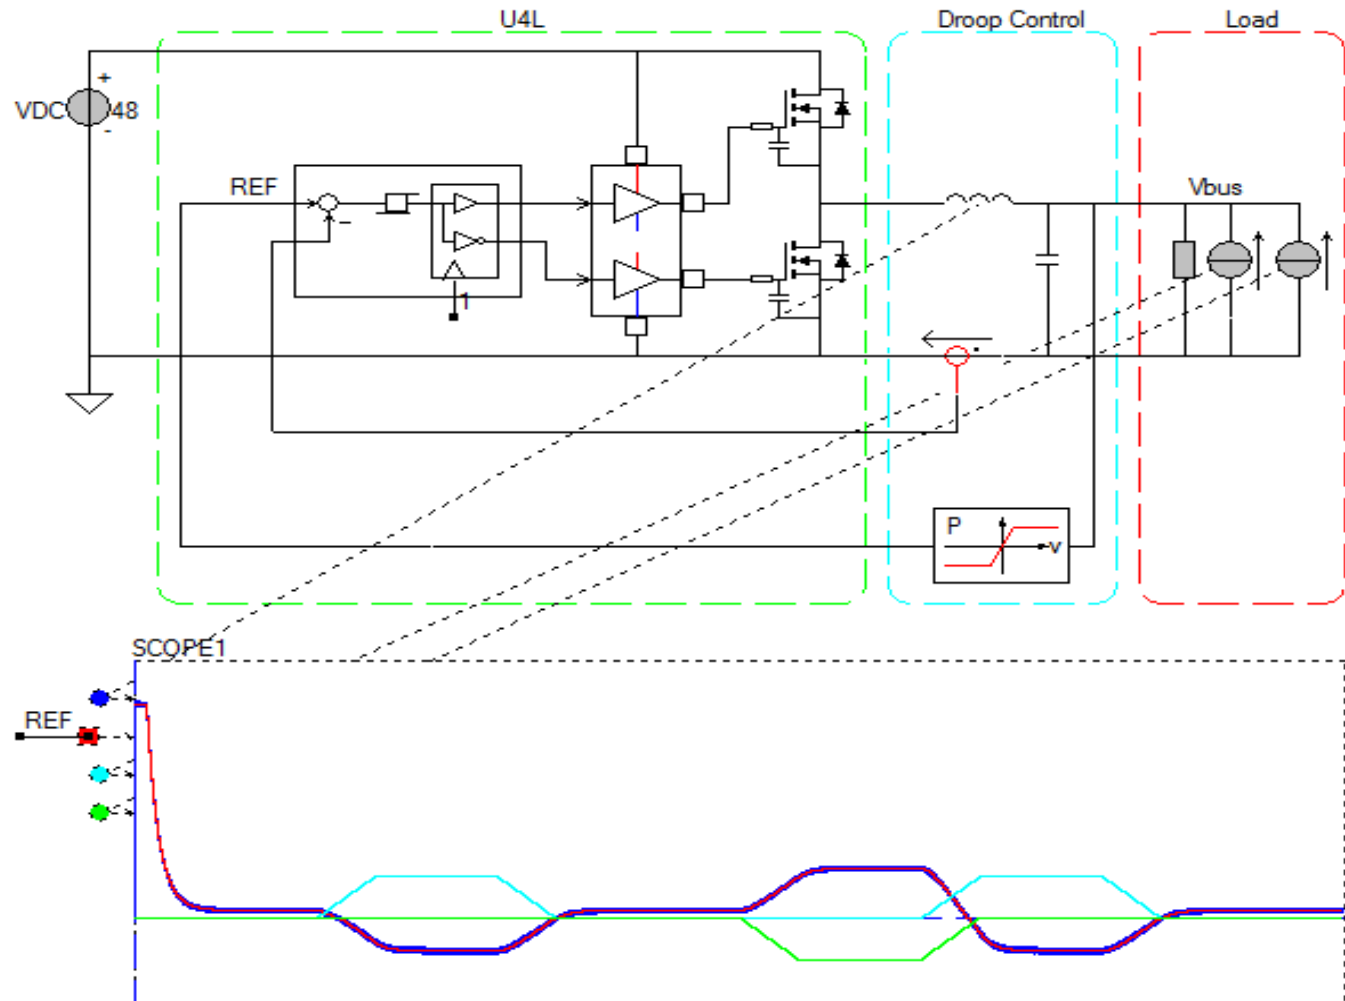 U4L
Droop Control
Load
+
VDC 48
-
REF
Vbus
-
1
P
v
SCOPE1
REF